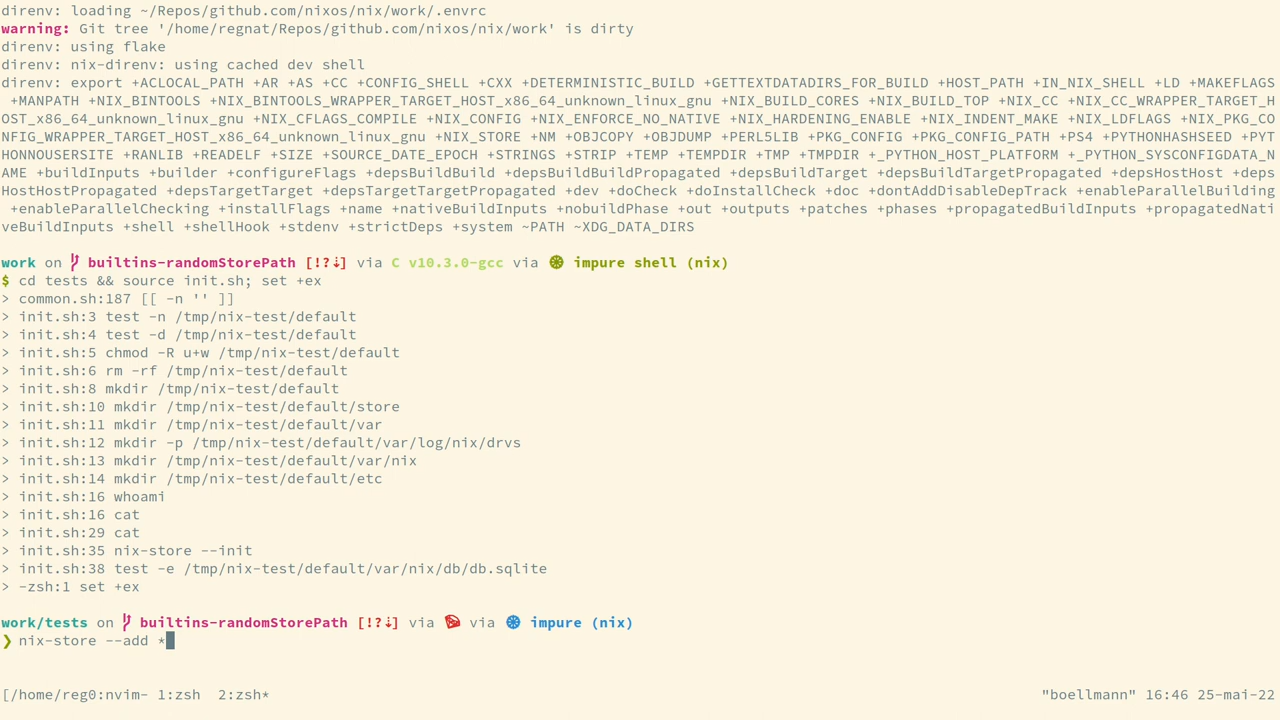 direnv: loading ~/Repos/github.com/nixos/nix/work/.envrc
warning: Git tree '/home/regnat/Repos/github.com/nixos/nix/work' is dirty
direnv: using flake
direnv: nix-direnv: using cached dev shell
direnv: export +ACLOCAL_PATH +AR +AS +CC +CONFIG_SHELL +CXX +DETERMINISTIC_BUILD +GETTEXTDATADIRS_FOR_BUILD +HOST_PATH +IN_NIX_SHELL +LD +MAKEFLAGS
+MANPATH +NIX_BINTOOLS +NIX_BINTOOLS_WRAPPER_TARGET_HOST_x86_64_unknown_linux_gnu +NIX_BUILD_CORES +NIX_BUILD_TOP +NIX_CC +NIX_CC_WRAPPER_TARGET_H
OST_x86_64_unknown_linux_gnu +NIX_CFLAGS_COMPILE +NIX_CONFIG +NIX_ENFORCE_NO_NATIVE +NIX_HARDENING_ENABLE +NIX_INDENT_MAKE +NIX_LDFLAGS +NIX_PKG_CO
NFIG_WRAPPER_TARGET_HOST_x86_64_unknown_linux_gnu +NIX_STORE +NM +OBJCOPY +OBJDUMP +PERL5LIB +PKG_CONFIG +PKG_CONFIG_PATH +PS4 +PYTHONHASHSEED +PYT
HONNOUSERSITE +RANLIB +READELF +SIZE +SOURCE_DATE_EPOCH +STRINGS +STRIP +TEMP +TEMPDIR +TMP +TMPDIR +_PYTHON_HOST_PLATFORM +_PYTHON_SYSCONFIGDATA_N
AME +buildInputs +builder +configureFlags +depsBuildBuild +depsBuildBuildPropagated +depsBuildTarget +depsBuildTargetPropagated +depsHostHost +deps
HostHostPropagated +depsTargetTarget +depsTargetTargetPropagated +dev +doCheck +doInstallCheck +doc +dontAddDisableDepTrack +enableParallelBuilding
+enableParallelChecking +installFlags +name +nativeBuildInputs +nobuildPhase +out +outputs +patches +phases +propagatedBuildInputs +propagatedNati
veBuildInputs +shell +shellHook +stdenv +strictDeps +system ~PATH ~XDG_DATA_DIRS
work on builtins-randomStorePath [!?⇣] via C v10.3.0-gcc via impure shell (nix)
$ cd tests && source init.sh; set +ex
> common.sh:187 [[ -n '' ]]
> init.sh:3 test -n /tmp/nix-test/default
> init.sh:4 test -d /tmp/nix-test/default
> init.sh:5 chmod -R u+w /tmp/nix-test/default
> init.sh:6 rm -rf /tmp/nix-test/default
> init.sh:8 mkdir /tmp/nix-test/default
> init.sh:10 mkdir /tmp/nix-test/default/store
> init.sh:11 mkdir /tmp/nix-test/default/var
> init.sh:12 mkdir -p /tmp/nix-test/default/var/log/nix/drvs
> init.sh:13 mkdir /tmp/nix-test/default/var/nix
> init.sh:14 mkdir /tmp/nix-test/default/etc
> init.sh:16 whoami
> init.sh:16 cat
> init.sh:29 cat
> init.sh:35 nix-store --init
> init.sh:38 test -e /tmp/nix-test/default/var/nix/db/db.sqlite
> -zsh:1 set +ex
work/tests on builtins-randomStorePath [!?⇣] via via impure (nix)
❯ nix-store --add *
[/home/reg0:nvim- 1:zsh 2:zsh* "boellmann" 16:46 25-mai-22